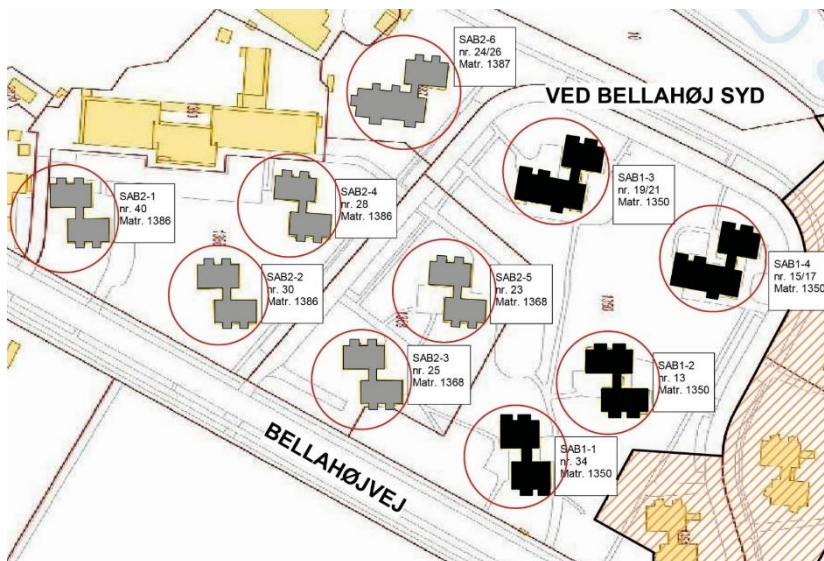 SAB2-6
nr. 24/26
Matr. 1387
VED BELLAHØJ SYD
SAB1-3
nr. 19/21
Matr. 1350
SAB2-1
nr. 40
Matr. 1386
SAB2-4
nr. 28
Matr. 1386
SAB1-4
nr. 15/17
Matr. 1350
SAB2-2
nr. 30
Matr. 1386
SAB2-5
nr. 23
Matr. 1368
1350
SAB2-3
nr. 25
Matr. 1368
SAB1-2
nr. 13
Matr. 1350
BELLAHØJVEJ
SAB1-1
nr. 34
Matr. 1350